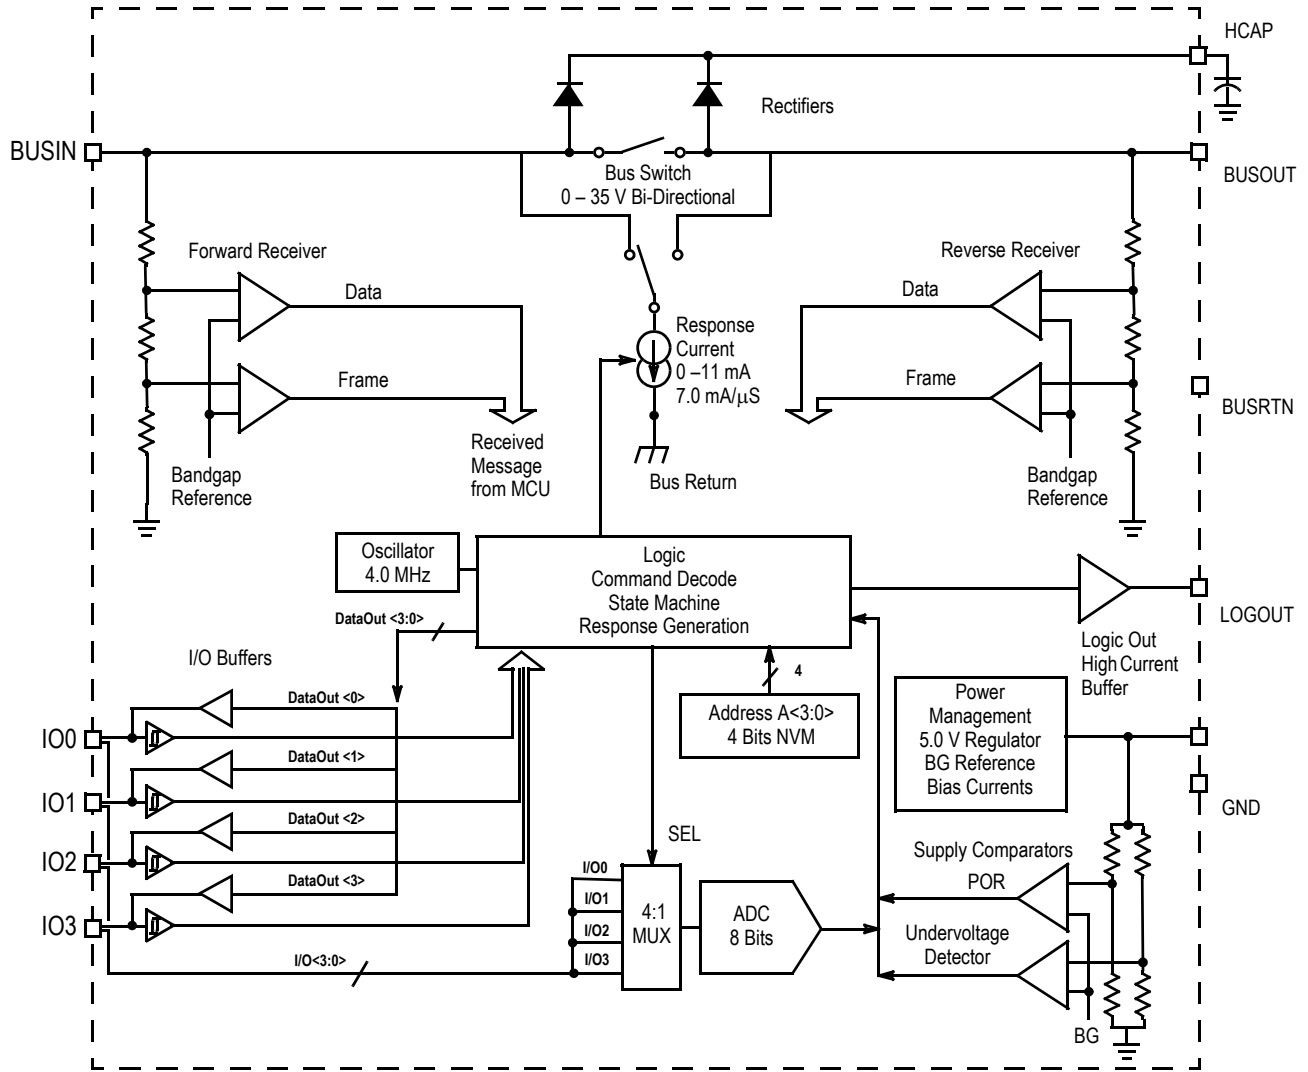 HCAP
Rectifiers
BUSIN
BUSOUT
Bus Switch
0 – 35 V Bi-Directional
Forward Receiver
Reverse Receiver
Data
Data
Response
Current
0 –11 mA
7.0 mA/μS
Frame
Frame
BUSRTN
Received
Message
from MCU
Bandgap
Reference
Bus Return
Bandgap
Reference
Oscillator
4.0 MHz
Logic
Command Decode
State Machine
Response Generation
DataOut <3:0>
LOGOUT
Logic Out
High Current
Buffer
I/O Buffers
4
DataOut <0>
Address A<3:0>
4 Bits NVM
Power
Management
5.0 V Regulator
BG Reference
Bias Currents
IO0
DataOut <1>
IO1
GND
DataOut <2>
SEL
IO2
Supply Comparators
POR
I/O0
I/O1
I/O2
I/O3
4:1
MUX
ADC
8 Bits
DataOut <3>
IO3
Undervoltage
Detector
I/O<3:0>
BG